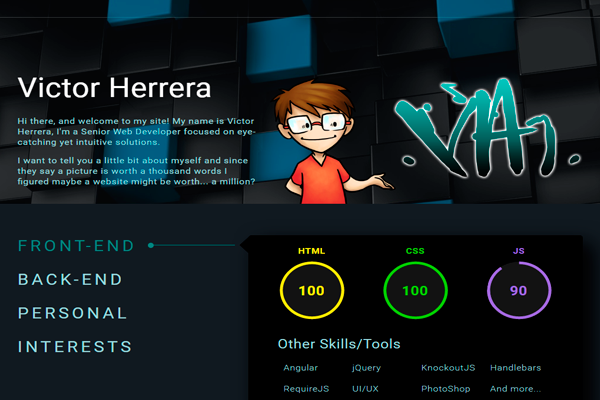 Victor Herrera
Hi there, and welcome to my site! My name is Victor
Herrera, I'm a Senior Web Developer focused on eye-
catching yet intuitive solutions.
I want to tell you a little bit about myself and since
they say a picture is worth a thousand words I
figured maybe a website might be worth... a million?
FRONT-END
BACK-END
PERSONAL
INTERESTS
HTML CSS JS
100 100 90
Other Skills/Tools
Angular jQuery KnockoutJS Handlebars
RequireJS UI/UX PhotoShop And more...